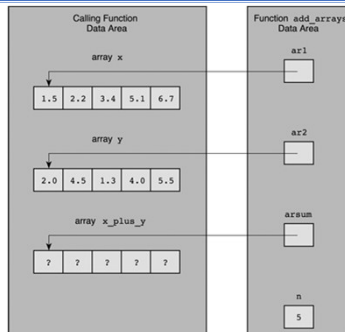 Calling Function
Data Area
Function add_arrays
Data Area
array x
ar1
1.5 2.2 3.4 5.1 6.7
array y
ar2
2.0 4.5 1.3 4.0 5.5
array x_plus_y
arsum
? ? ? ? ?
n
5